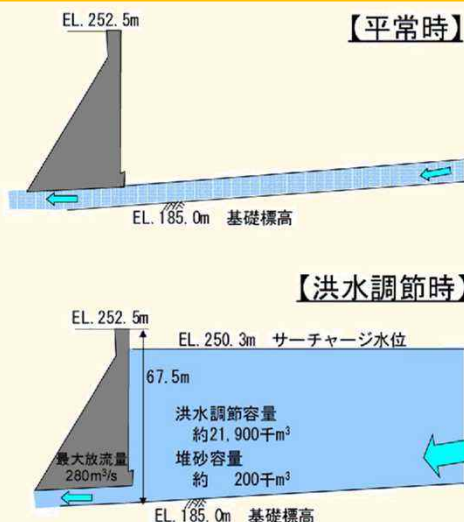 EL.252.5m
【平常時】
EL.185.0m 基礎標高
【洪水調節時】
EL.252.5m
EL.250.3m サーチャージ水位
67.5m
洪水調節容量
約21,900千m³
堆砂容量
約 200千m³
最大放流量
280m³/s
EL.185.0m 基礎標高